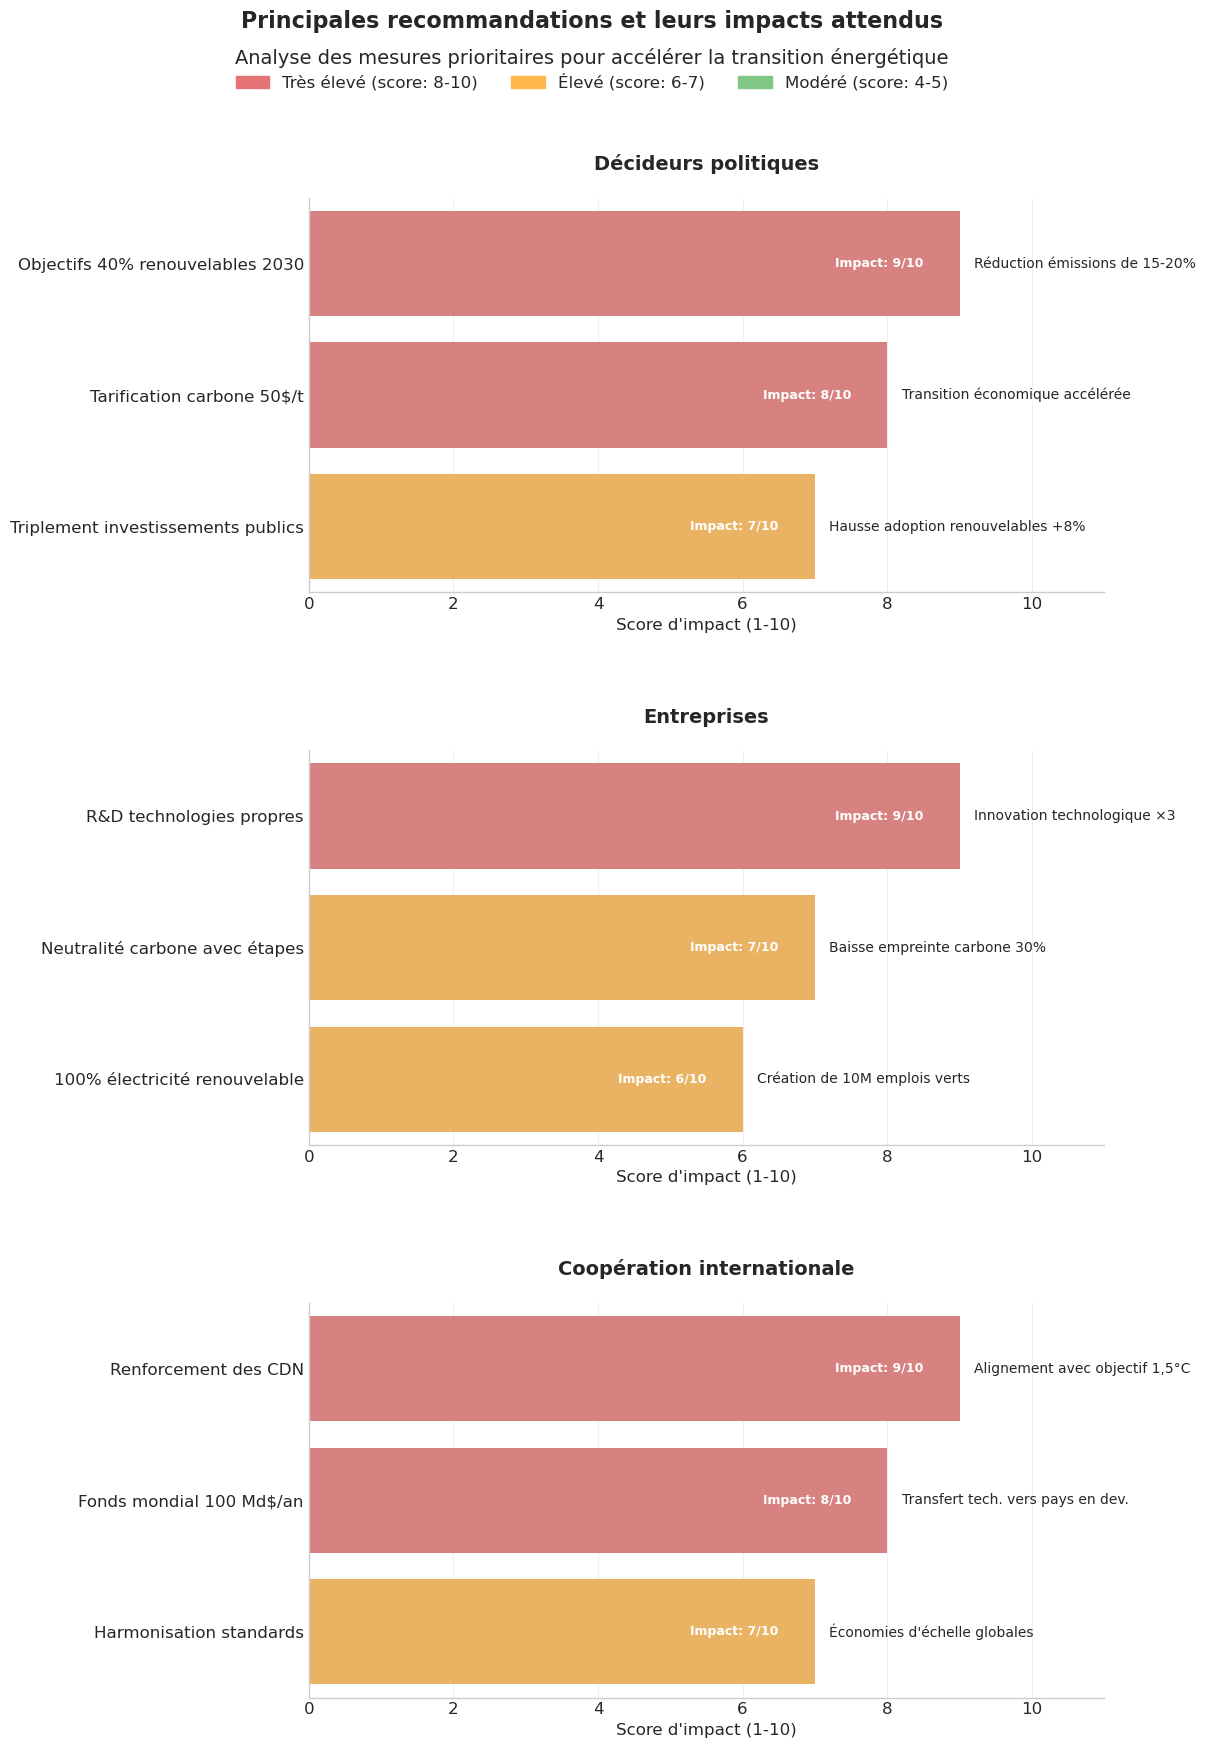 Principales recommandations et leurs impacts attendus
Analyse des mesures prioritaires pour accélérer la transition énergétique
Très élevé (score: 8-10) Élevé (score: 6-7) Modéré (score: 4-5)
Décideurs politiques
Objectifs 40% renouvelables 2030 Impact: 9/10 Réduction émissions de 15-20%
Tarification carbone 50$/t Impact: 8/10 Transition économique accélérée
Triplement investissements publics Impact: 7/10 Hausse adoption renouvelables +8%
0 2 4 6 8 10
Score d'impact (1-10)
Entreprises
R&D technologies propres Impact: 9/10 Innovation technologique ×3
Neutralité carbone avec étapes Impact: 7/10 Baisse empreinte carbone 30%
100% électricité renouvelable Impact: 6/10 Création de 10M emplois verts
0 2 4 6 8 10
Score d'impact (1-10)
Coopération internationale
Renforcement des CDN Impact: 9/10 Alignement avec objectif 1,5°C
Fonds mondial 100 Md$/an Impact: 8/10 Transfert tech. vers pays en dev.
Harmonisation standards Impact: 7/10 Économies d'échelle globales
0 2 4 6 8 10
Score d'impact (1-10)